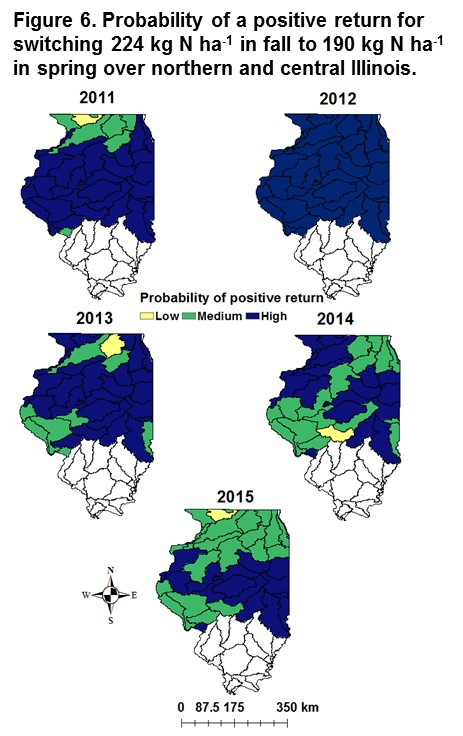 Figure 6. Probability of a positive return for
switching 224 kg N ha-1 in fall to 190 kg N ha-1
in spring over northern and central Illinois.
2011
2012
Probability of positive return
Low Medium High
2013
2014
2015
N
W E
S
0 87.5 175 350 km